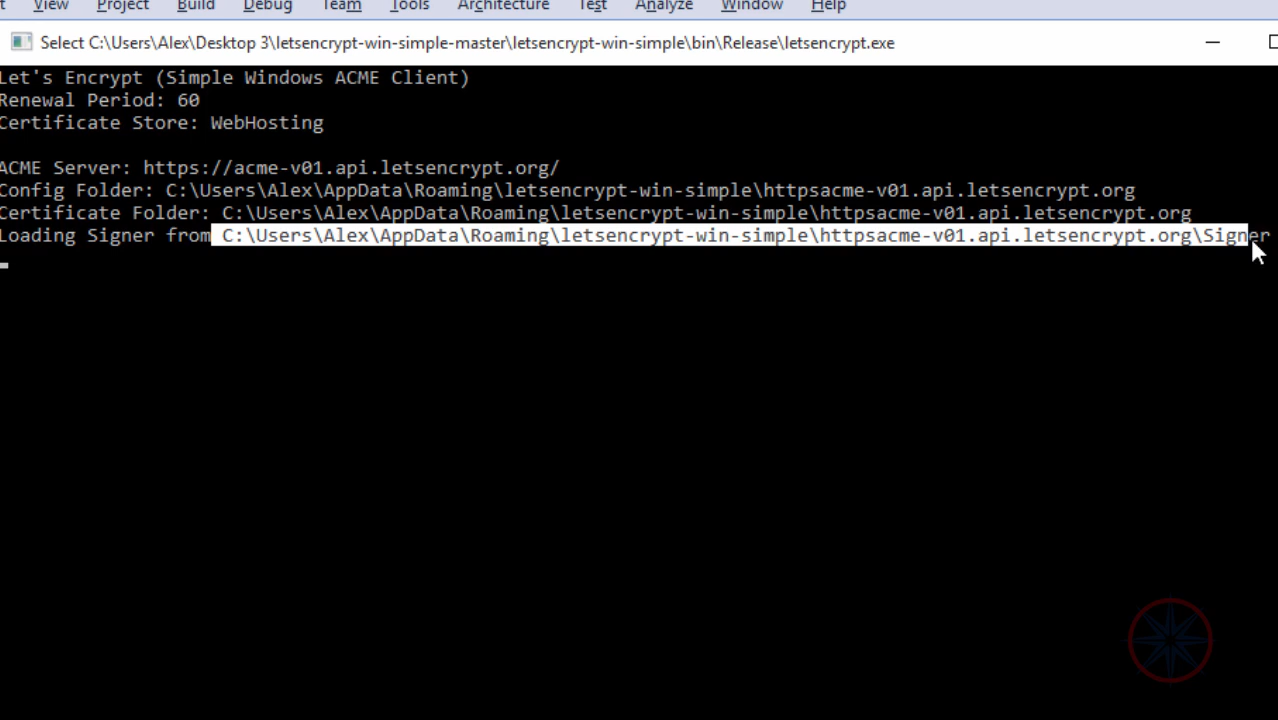 t View Project Build Debug Team Tools Architecture Test Analyze Window Help
Select C:\Users\Alex\Desktop 3\letsencrypt-win-simple-master\letsencrypt-win-simple\bin\Release\letsencrypt.exe
Let's Encrypt (Simple Windows ACME Client)
Renewal Period: 60
Certificate Store: WebHosting
ACME Server: https://acme-v01.api.letsencrypt.org/
Config Folder: C:\Users\Alex\AppData\Roaming\letsencrypt-win-simple\httpsacme-v01.api.letsencrypt.org
Certificate Folder: C:\Users\Alex\AppData\Roaming\letsencrypt-win-simple\httpsacme-v01.api.letsencrypt.org
Loading Signer from C:\Users\Alex\AppData\Roaming\letsencrypt-win-simple\httpsacme-v01.api.letsencrypt.org\Signer